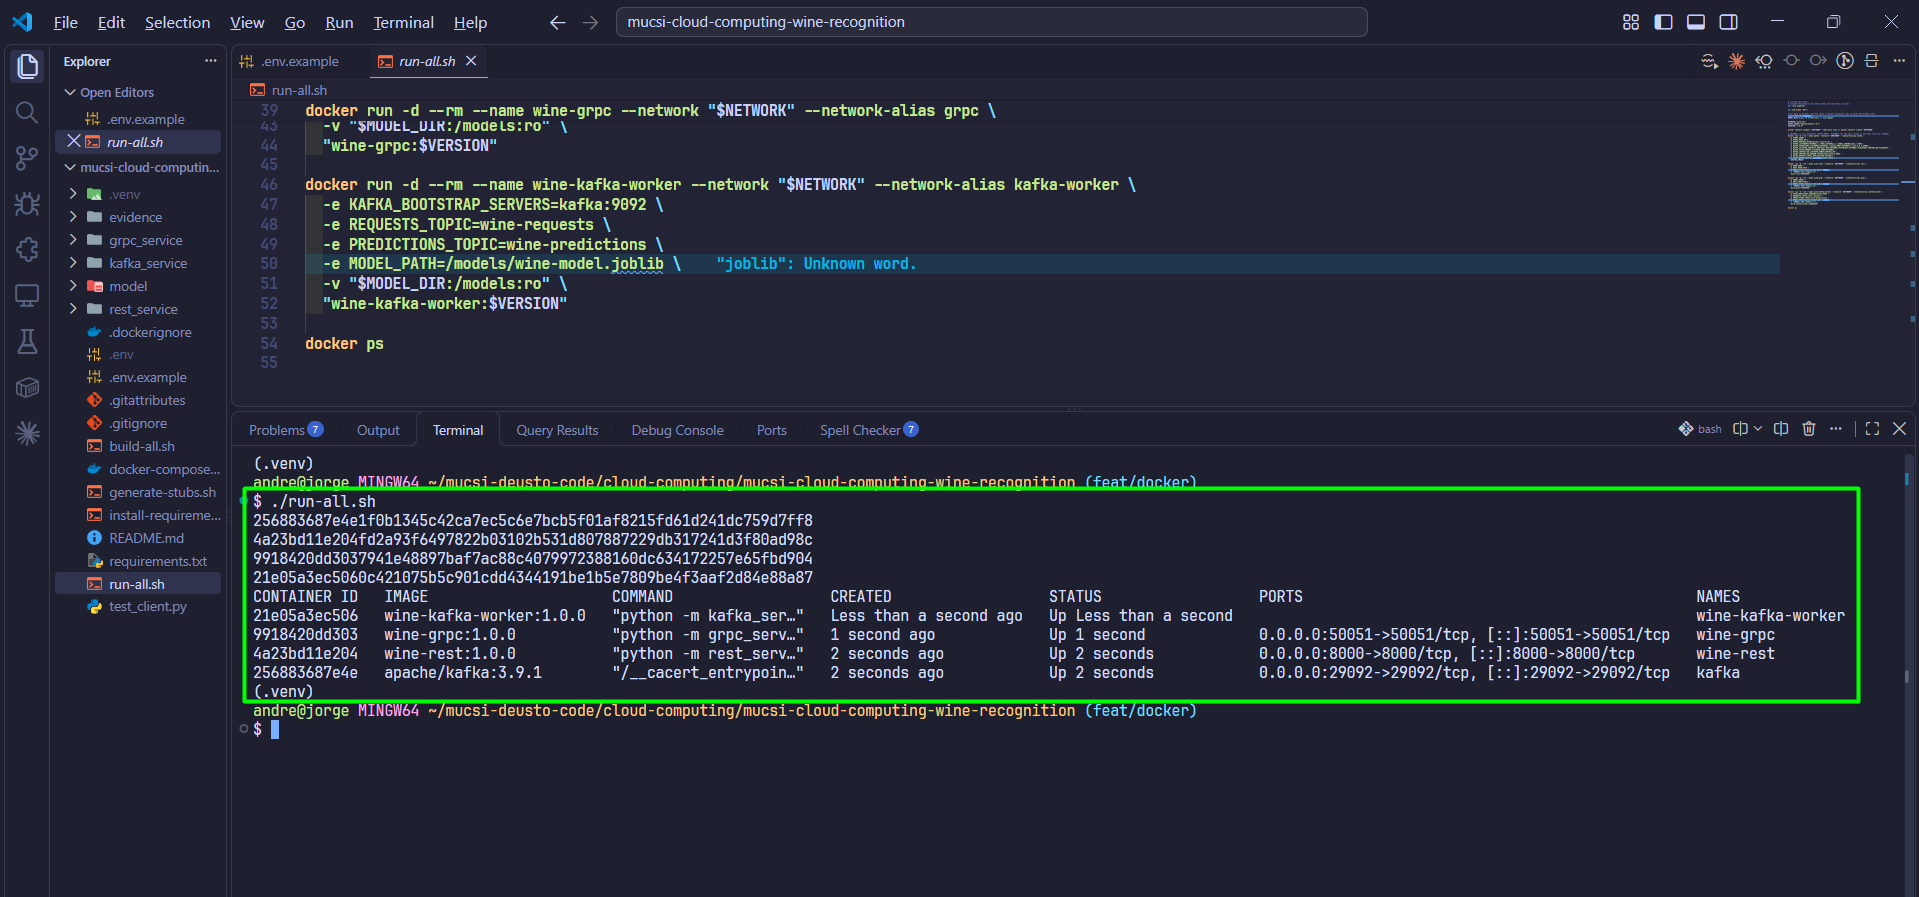 File Edit Selection View Go Run Terminal Help
mucsi-cloud-computing-wine-recognition
Explorer
Open Editors
.env.example
run-all.sh
mucsi-cloud-computin...
.venv
evidence
grpc_service
kafka_service
model
rest_service
.dockerignore
.env
.env.example
.gitattributes
.gitignore
build-all.sh
docker-compose...
generate-stubs.sh
install-requireme...
README.md
requirements.txt
run-all.sh
test_client.py
.env.example
run-all.sh
run-all.sh
39 docker run -d --rm --name wine-grpc --network "$NETWORK" --network-alias grpc \
43 -v "$MODEL_DIR:/models:ro" \
44 "wine-grpc:$VERSION"
45
46 docker run -d --rm --name wine-kafka-worker --network "$NETWORK" --network-alias kafka-worker \
47 -e KAFKA_BOOTSTRAP_SERVERS=kafka:9092 \
48 -e REQUESTS_TOPIC=wine-requests \
49 -e PREDICTIONS_TOPIC=wine-predictions \
50 -e MODEL_PATH=/models/wine-model.joblib \ "joblib": Unknown word.
51 -v "$MODEL_DIR:/models:ro" \
52 "wine-kafka-worker:$VERSION"
53
54 docker ps
55
Problems 7 Output Terminal Query Results Debug Console Ports Spell Checker 7
bash
(.venv)
andre@jorge MINGW64 ~/mucsi-deusto-code/cloud-computing/mucsi-cloud-computing-wine-recognition (feat/docker)
$ ./run-all.sh
256883687e4e1f0b1345c42ca7ec5c6e7bcb5f01af8215fd61d241dc759d7ff8
4a23bd11e204fd2a93f6497822b03102b531d807887229db317241d3f80ad98c
9918420dd3037941e48897baf7ac88c4079972388160dc634172257e65fbd904
21e05a3ec5060c421075b5c901cdd4344191be1b5e7809be4f3aaf2d84e88a87
CONTAINER ID IMAGE COMMAND CREATED STATUS PORTS NAMES
21e05a3ec506 wine-kafka-worker:1.0.0 "python -m kafka_ser…" Less than a second ago Up Less than a second wine-kafka-worker
9918420dd303 wine-grpc:1.0.0 "python -m grpc_serv…" 1 second ago Up 1 second 0.0.0.0:50051->50051/tcp, [::]:50051->50051/tcp wine-grpc
4a23bd11e204 wine-rest:1.0.0 "python -m rest_serv…" 2 seconds ago Up 2 seconds 0.0.0.0:8000->8000/tcp, [::]:8000->8000/tcp wine-rest
256883687e4e apache/kafka:3.9.1 "/__cacert_entrypoin…" 2 seconds ago Up 2 seconds 0.0.0.0:29092->29092/tcp, [::]:29092->29092/tcp kafka
(.venv)
andre@jorge MINGW64 ~/mucsi-deusto-code/cloud-computing/mucsi-cloud-computing-wine-recognition (feat/docker)
$